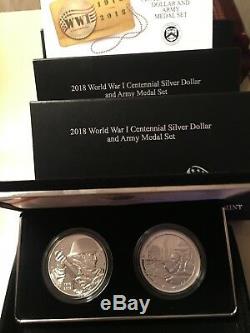 WWI
1918
2018
DOLLAR AND
ARMY
MEDAL SET
2018 World War I Centennial Silver Dollar
and Army Medal Set
2018 World War I Centennial Silver Dollar
and Army Medal Set
MINT